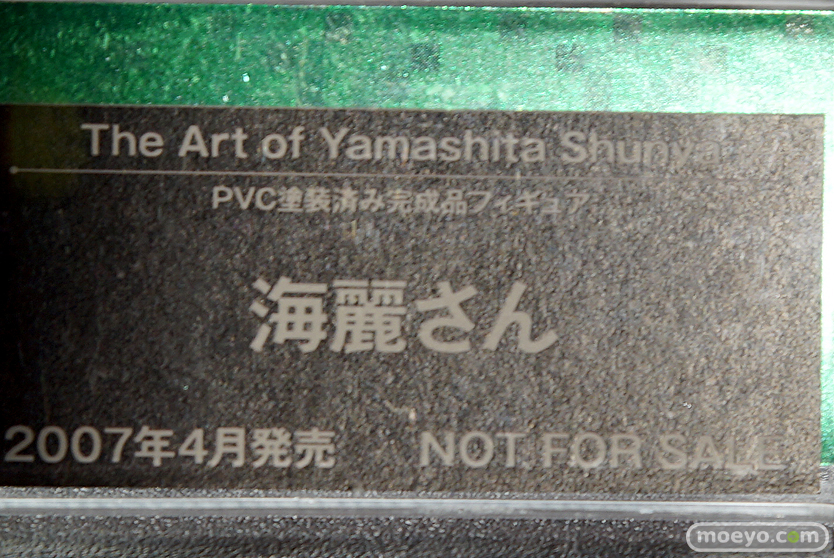 The Art of Yamashita Shunya
PVC塗装済み完成品フィギュア
海麗さん
2007年4月発売 NOT FOR SALE
moeyo.com